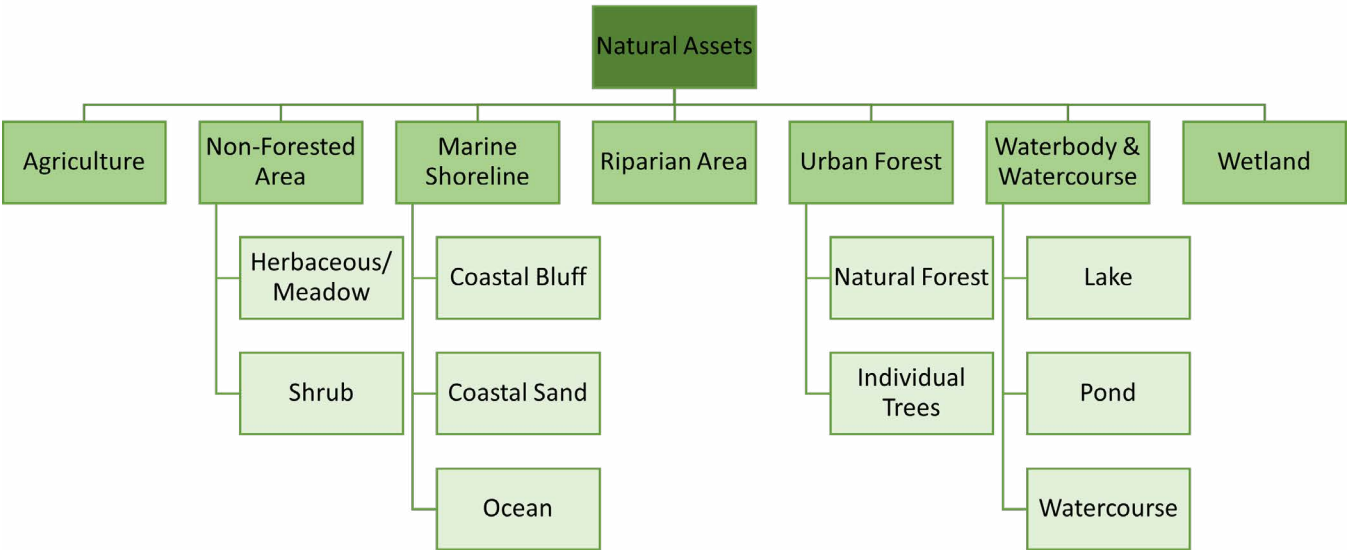 Natural Assets
Agriculture
Non-Forested
Area
Marine
Shoreline
Riparian Area
Urban Forest
Waterbody &
Watercourse
Wetland
Herbaceous/
Meadow
Shrub
Coastal Bluff
Coastal Sand
Ocean
Natural Forest
Individual
Trees
Lake
Pond
Watercourse